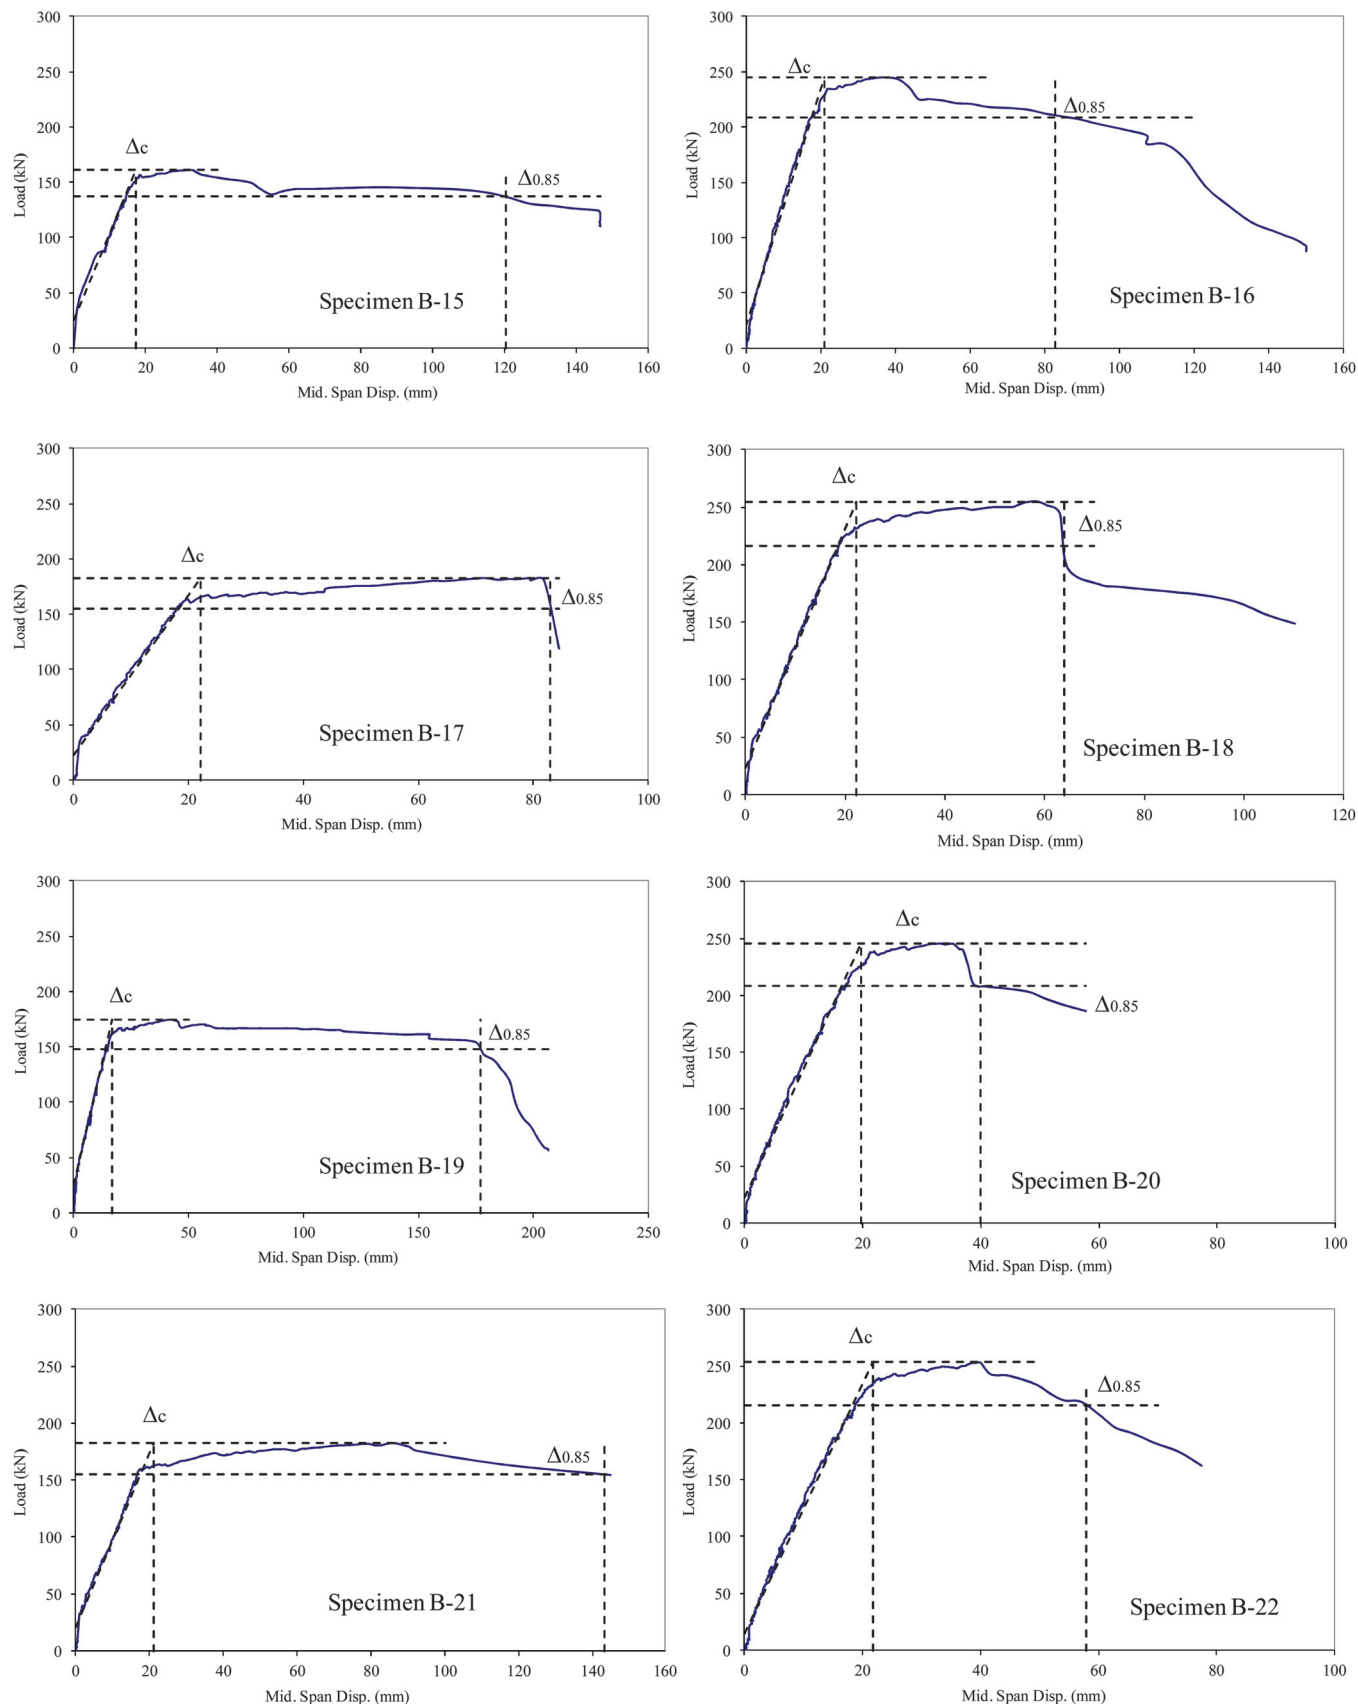 300
250
200
150
100
50
0
Load (kN)
Δc
Δ0.85
Specimen B-15
0 20 40 60 80 100 120 140 160
Mid. Span Disp. (mm)
300
250
200
150
100
50
0
Load (kN)
Δc
Δ0.85
Specimen B-16
0 20 40 60 80 100 120 140 160
Mid. Span Disp. (mm)
300
250
200
150
100
50
0
Load (kN)
Δc
Δ0.85
Specimen B-17
0 20 40 60 80 100
Mid. Span Disp. (mm)
300
250
200
150
100
50
0
Load (kN)
Δc
Δ0.85
Specimen B-18
0 20 40 60 80 100 120
Mid. Span Disp. (mm)
300
250
200
150
100
50
0
Load (kN)
Δc
Δ0.85
Specimen B-19
0 50 100 150 200 250
Mid. Span Disp. (mm)
300
250
200
150
100
50
0
Load (kN)
Δc
Δ0.85
Specimen B-20
0 20 40 60 80 100
Mid. Span Disp. (mm)
300
250
200
150
100
50
0
Load (kN)
Δc
Δ0.85
Specimen B-21
0 20 40 60 80 100 120 140 160
Mid. Span Disp. (mm)
300
250
200
150
100
50
0
Load (kN)
Δc
Δ0.85
Specimen B-22
0 20 40 60 80 100
Mid. Span Disp. (mm)